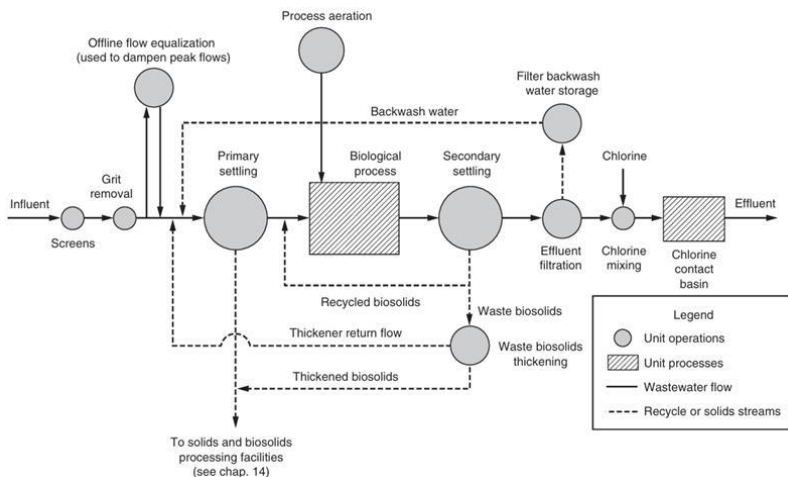 Process aeration
Offline flow equalization
(used to dampen peak flows)
Filter backwash
water storage
Backwash water
Primary
settling
Biological
process
Secondary
settling
Chlorine
Grit
removal
Influent
Effluent
Screens
Effluent
filtration
Chlorine
mixing
Chlorine
contact
basin
Recycled biosolids
Waste biosolids
Thickener return flow
Waste biosolids
thickening
Thickened biosolids
To solids and biosolids
processing facilities
(see chap. 14)
Legend
Unit operations
Unit processes
Wastewater flow
Recycle or solids streams